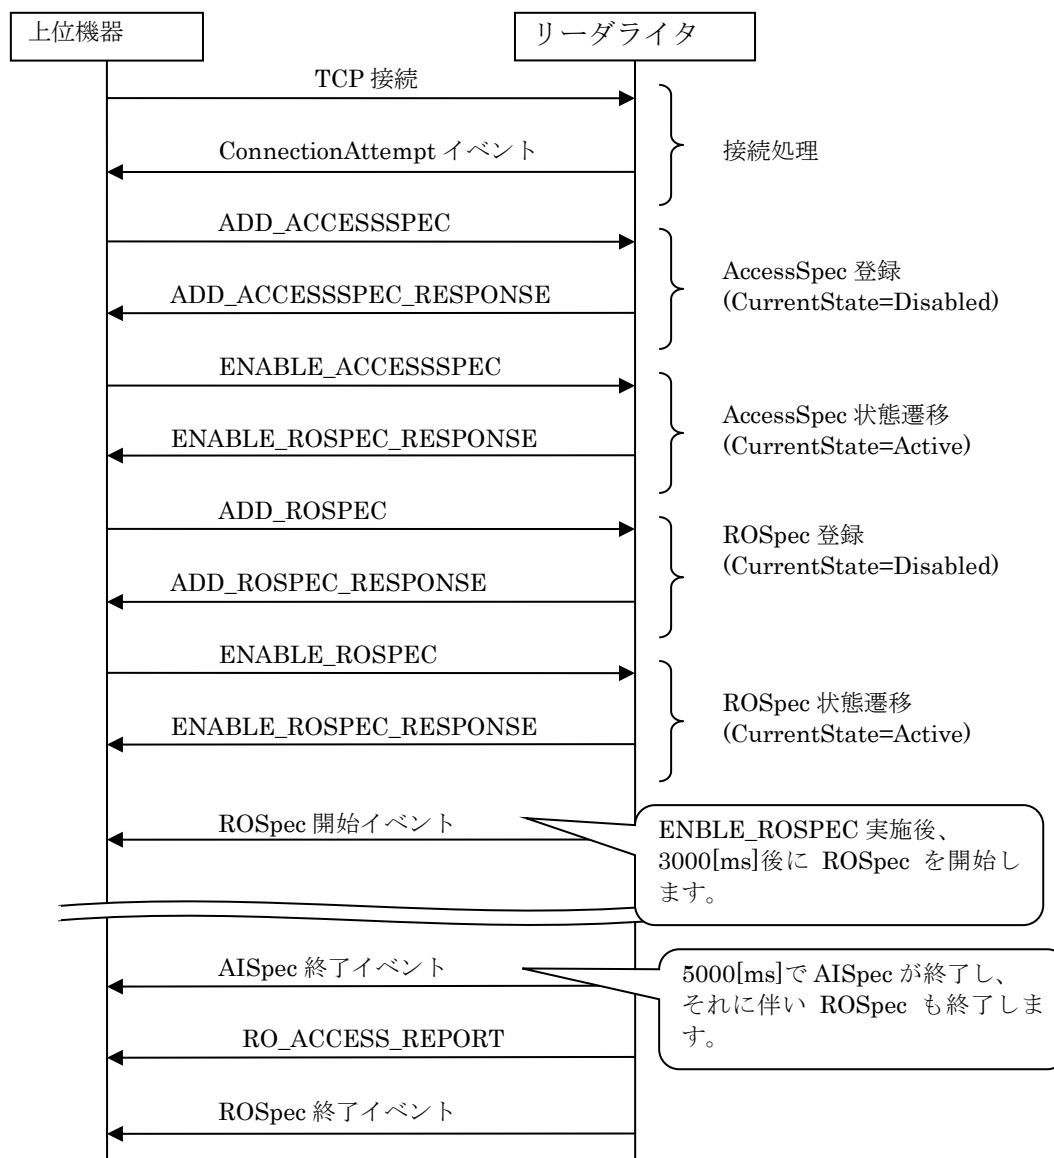 上位機器
リーダライタ
TCP 接続
ConnectionAttempt イベント
接続処理
ADD_ACCESSSPEC
ADD_ACCESSSPEC_RESPONSE
AccessSpec 登録
(CurrentState=Disabled)
ENABLE_ACCESSSPEC
ENABLE_ROSPEC_RESPONSE
AccessSpec 状態遷移
(CurrentState=Active)
ADD_ROSPEC
ADD_ROSPEC_RESPONSE
ROSpec 登録
(CurrentState=Disabled)
ENABLE_ROSPEC
ENABLE_ROSPEC_RESPONSE
ROSpec 状態遷移
(CurrentState=Active)
ROSpec 開始イベント
ENBLE_ROSPEC 実施後、
3000[ms]後に ROSpec を開始し
ます。
AISpec 終了イベント
5000[ms]で AISpec が終了し、
それに伴い ROSpec も終了しま
す。
RO_ACCESS_REPORT
ROSpec 終了イベント